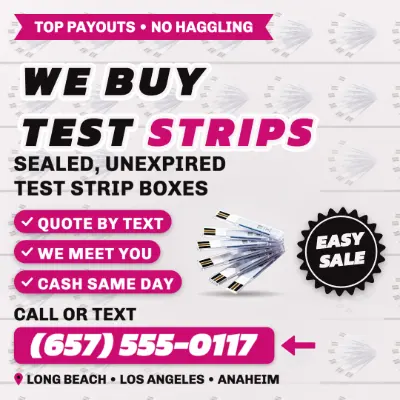 TOP PAYOUTS • NO HAGGLING
WE BUY
TEST STRIPS
SEALED, UNEXPIRED
TEST STRIP BOXES
✓ QUOTE BY TEXT
✓ WE MEET YOU
✓ CASH SAME DAY
EASY
SALE
CALL OR TEXT
(657) 555-0117
LONG BEACH • LOS ANGELES • ANAHEIM